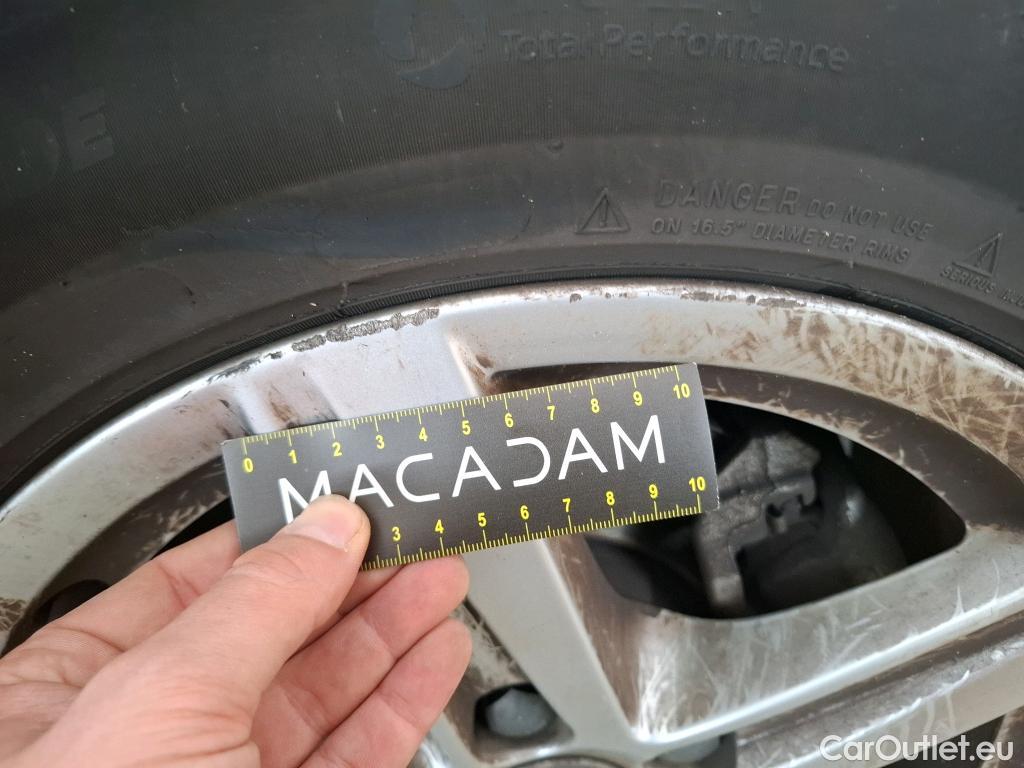 Total Performance
DE
DANGER DO NOT USE
ON 16.5" DIAMETER RIMS
SERIOUS
0 1 2 3 4 5 6 7 8 9 10
MACADAM
3 4 5 6 7 8 9 10
CarOutlet.eu